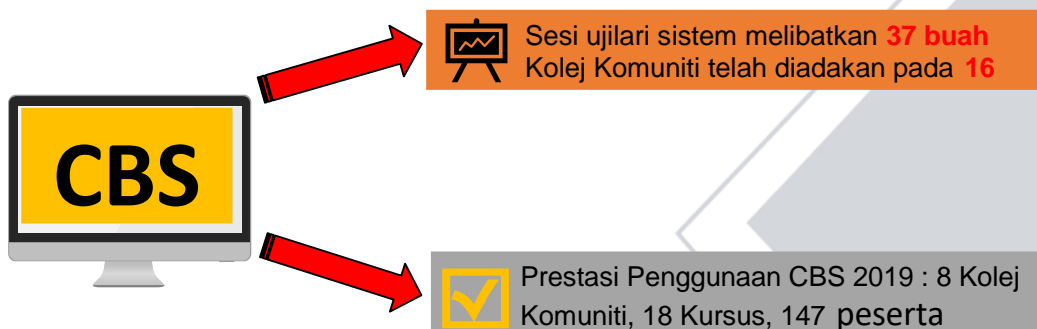 CBS
Sesi ujilari sistem melibatkan 37 buah
Kolej Komuniti telah diadakan pada 16
Prestasi Penggunaan CBS 2019 : 8 Kolej
Komuniti, 18 Kursus, 147 peserta